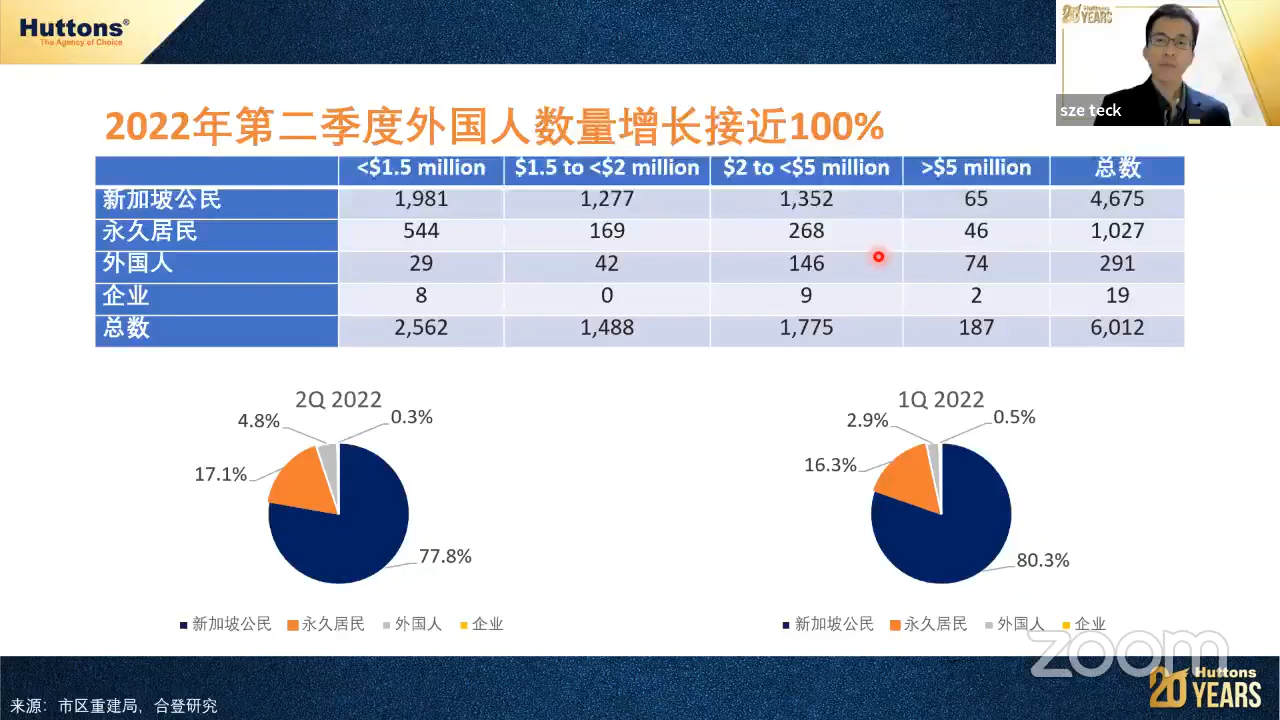 Huttons®
The Agency of Choice
20 Huttons YEARS
sze teck
2022年第二季度外国人数量增长接近100%
<$1.5 million $1.5 to <$2 million $2 to <$5 million >$5 million 总数
新加坡公民 1,981 1,277 1,352 65 4,675
永久居民 544 169 268 46 1,027
外国人 29 42 146 74 291
企业 8 0 9 2 19
总数 2,562 1,488 1,775 187 6,012
2Q 2022
4.8% 0.3%
17.1%
77.8%
新加坡公民 永久居民 外国人 企业
1Q 2022
2.9% 0.5%
16.3%
80.3%
新加坡公民 永久居民 外国人 企业
zoom
来源：市区重建局，合登研究
Huttons
20 YEARS